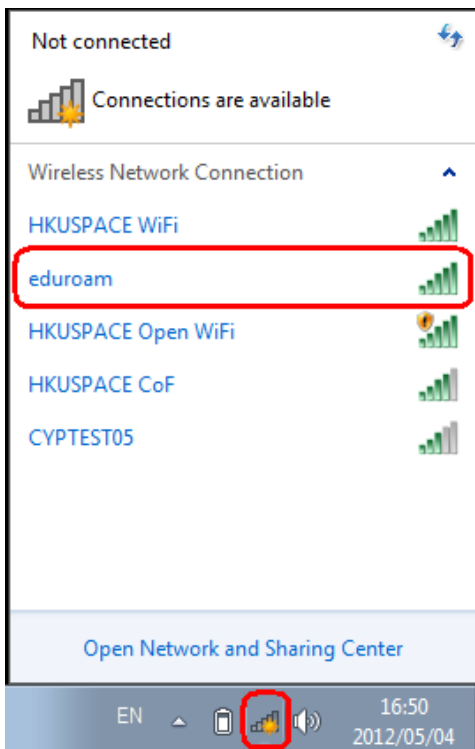 Not connected
Connections are available
Wireless Network Connection
HKUSPACE WiFi
eduroam
HKUSPACE Open WiFi
HKUSPACE CoF
CYPTEST05
Open Network and Sharing Center
EN
16:50
2012/05/04